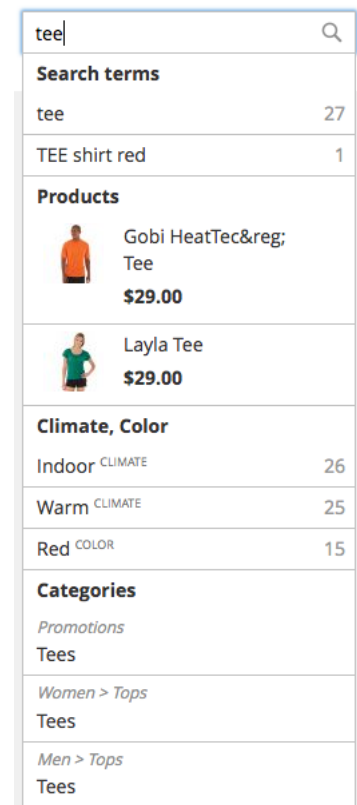 tee
Search terms
tee 27
TEE shirt red 1
Products
Gobi HeatTec&reg;
Tee
$29.00
Layla Tee
$29.00
Climate, Color
Indoor CLIMATE 26
Warm CLIMATE 25
Red COLOR 15
Categories
Promotions
Tees
Women > Tops
Tees
Men > Tops
Tees